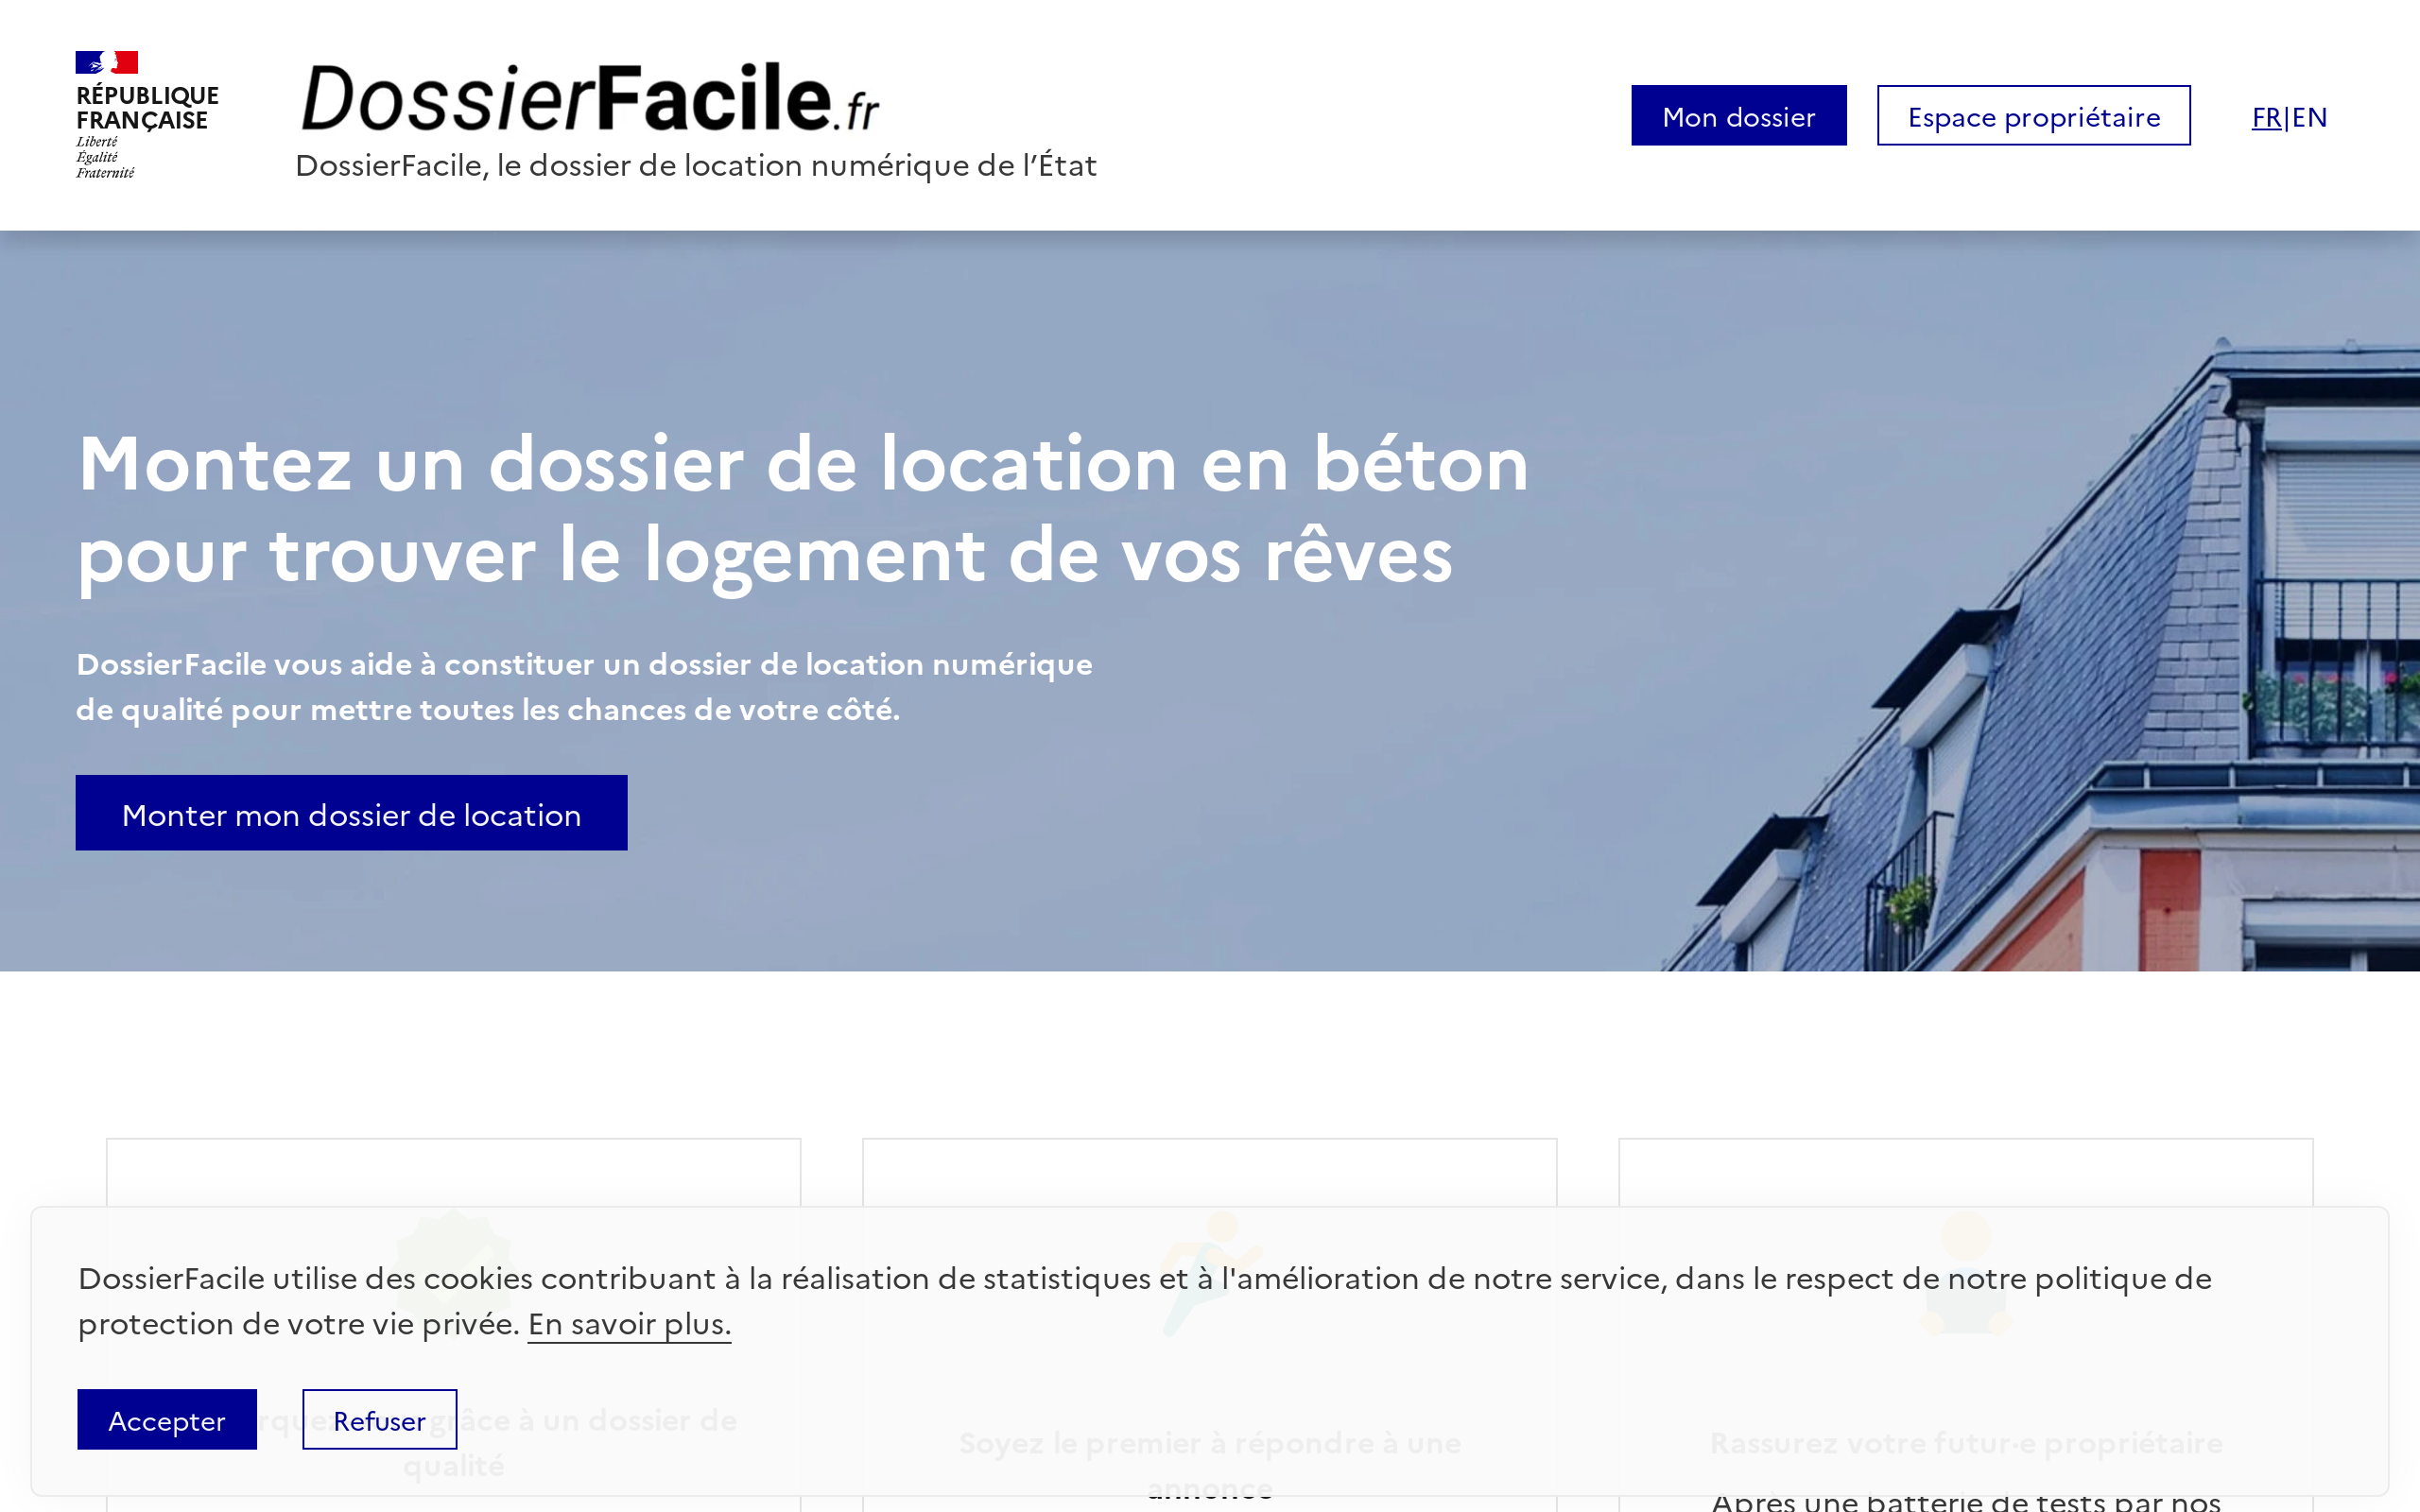 RÉPUBLIQUE
FRANÇAISE
Liberté
Égalité
Fraternité
DossierFacile.fr
DossierFacile, le dossier de location numérique de l’État
Mon dossier
Espace propriétaire
FR|EN
Montez un dossier de location en béton
pour trouver le logement de vos rêves
DossierFacile vous aide à constituer un dossier de location numérique
de qualité pour mettre toutes les chances de votre côté.
Monter mon dossier de location
DossierFacile utilise des cookies contribuant à la réalisation de statistiques et à l'amélioration de notre service, dans le respect de notre politique de
protection de votre vie privée. En savoir plus.
Accepter
Refuser
grâce à un dossier de
qualité
Soyez le premier à répondre à une
annonce
Rassurez votre futur·e propriétaire
Après une batterie de tests par nos